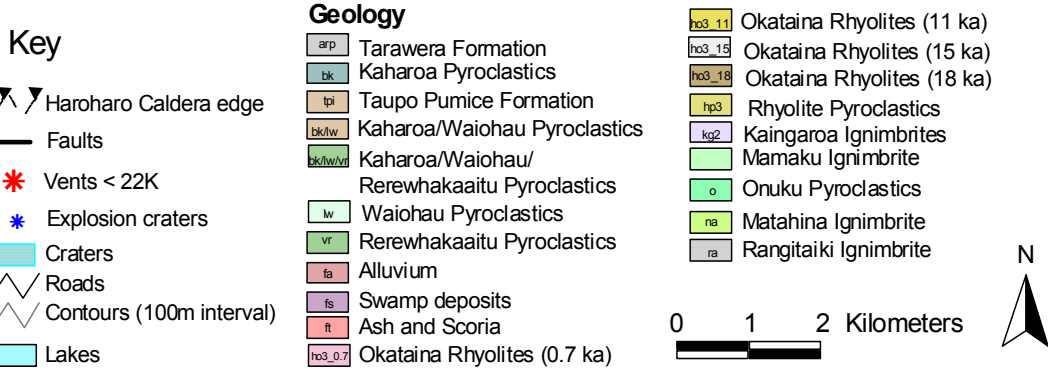 Key
Haroharo Caldera edge
Faults
Vents < 22K
Explosion craters
Craters
Roads
Contours (100m interval)
Lakes
Geology
arp Tarawera Formation
bk Kaharoa Pyroclastics
tpi Taupo Pumice Formation
bk/lw Kaharoa/Waiohau Pyroclastics
bk/lw/vr Kaharoa/Waiohau/
Rerewhakaaitu Pyroclastics
lw Waiohau Pyroclastics
vr Rerewhakaaitu Pyroclastics
fa Alluvium
fs Swamp deposits
ft Ash and Scoria
ho3_0.7 Okataina Rhyolites (0.7 ka)
ho3_11 Okataina Rhyolites (11 ka)
ho3_15 Okataina Rhyolites (15 ka)
ho3_18 Okataina Rhyolites (18 ka)
hp3 Rhyolite Pyroclastics
kg2 Kaingaroa Ignimbrites
Mamaku Ignimbrite
o Onuku Pyroclastics
na Matahina Ignimbrite
ra Rangitaiki Ignimbrite
0 1 2 Kilometers
N